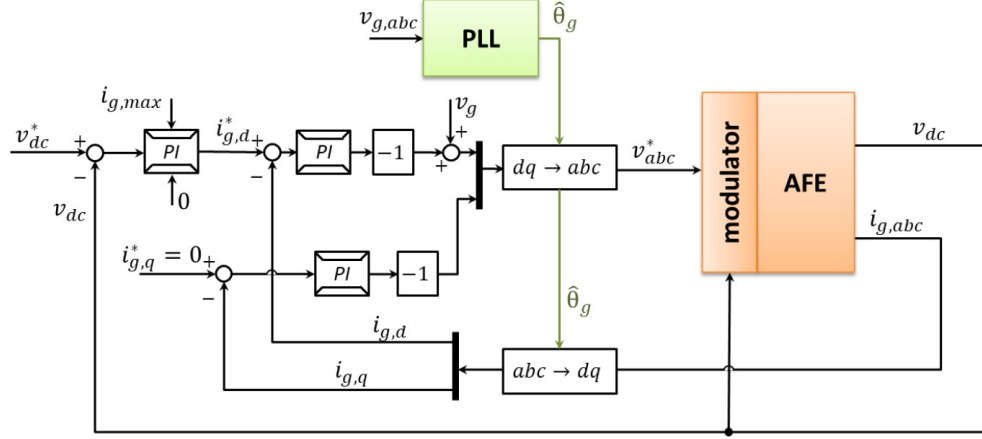 v_{g,abc}
PLL
θ̂_g
i_{g,max}
v_g
v*_{dc}
+
PI
i*_{g,d}
+
PI
−1
+
+
dq → abc
v*_{abc}
modulator
AFE
v_{dc}
−
v_{dc}
0
−
i_{g,abc}
i*_{g,q} = 0
+
PI
−1
−
θ̂_g
i_{g,d}
i_{g,q}
abc → dq